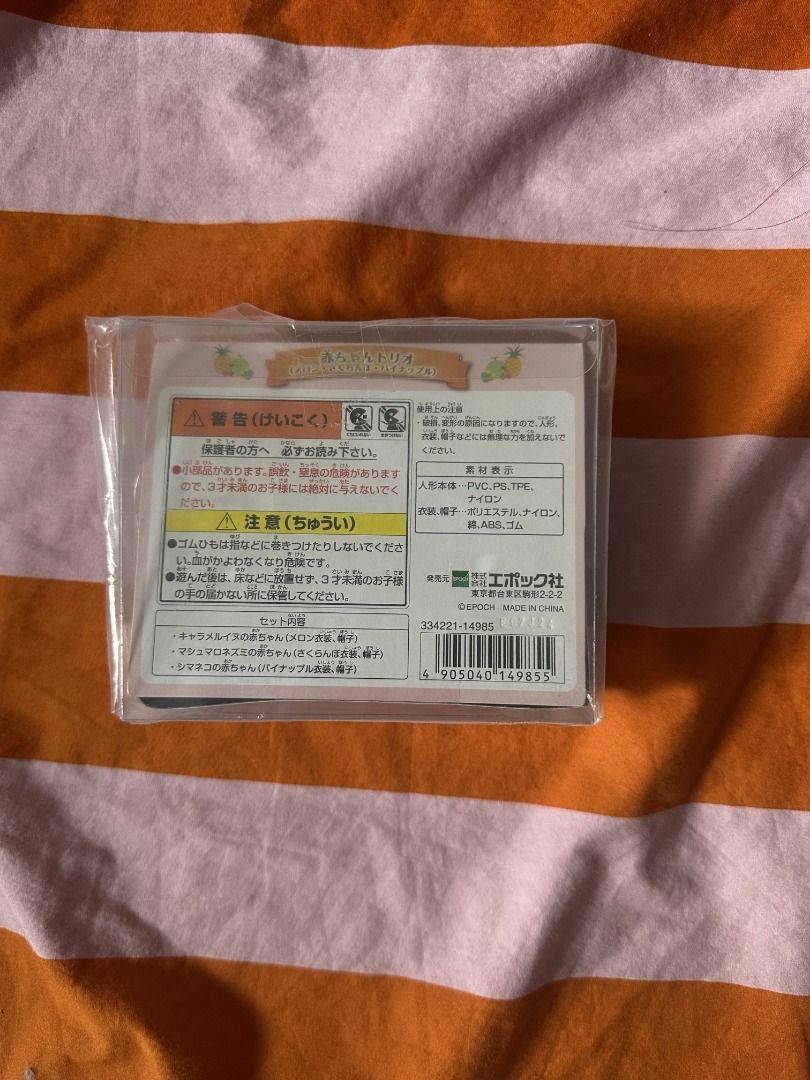 赤ちゃんトリオ
(メロン・さくらんぼ・パイナップル)
警告(けいこく)
保護者の方へ 必ずお読み下さい。
●小部品があります。誤飲・窒息の危険があります
ので、3才未満のお子様には絶対に与えないでく
ださい。
注意(ちゅうい)
●ゴムひもは指などに巻きつけたりしないでくださ
い。血がかよわなくなり危険です。
●遊んだ後は、床などに放置せず、3才未満のお子様
の手の届かない所に保管してください。
セット内容
・キャラメルイヌの赤ちゃん(メロン衣装、帽子)
・マシュマロネズミの赤ちゃん(さくらんぼ衣装、帽子)
・シマネコの赤ちゃん(パイナップル衣装、帽子)
使用上の注意
・破損、変形の原因になりますので、人形、
衣装、帽子などには無理な力を加えないで
ください。
素材表示
人形本体…PVC、PS、TPE、
ナイロン
衣装、帽子…ポリエステル、ナイロン、
綿、ABS、ゴム
発売元 EPOCH 株式会社 エポック社
東京都台東区駒形2-2-2
©EPOCH MADE IN CHINA
334221-14985
4 905040 149855